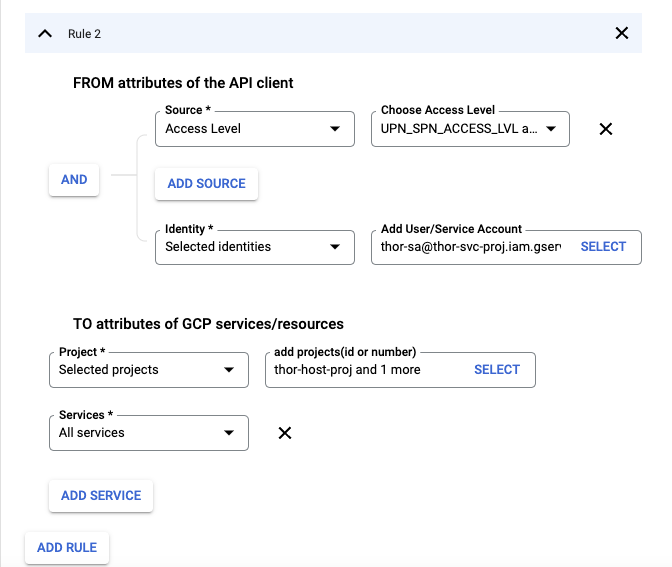 Rule 2
FROM attributes of the API client
Source *
Access Level
Choose Access Level
UPN_SPN_ACCESS_LVL a...
AND
ADD SOURCE
Identity *
Selected identities
Add User/Service Account
thor-sa@thor-svc-proj.iam.gser
SELECT
TO attributes of GCP services/resources
Project *
Selected projects
add projects(id or number)
thor-host-proj and 1 more
SELECT
Services *
All services
ADD SERVICE
ADD RULE